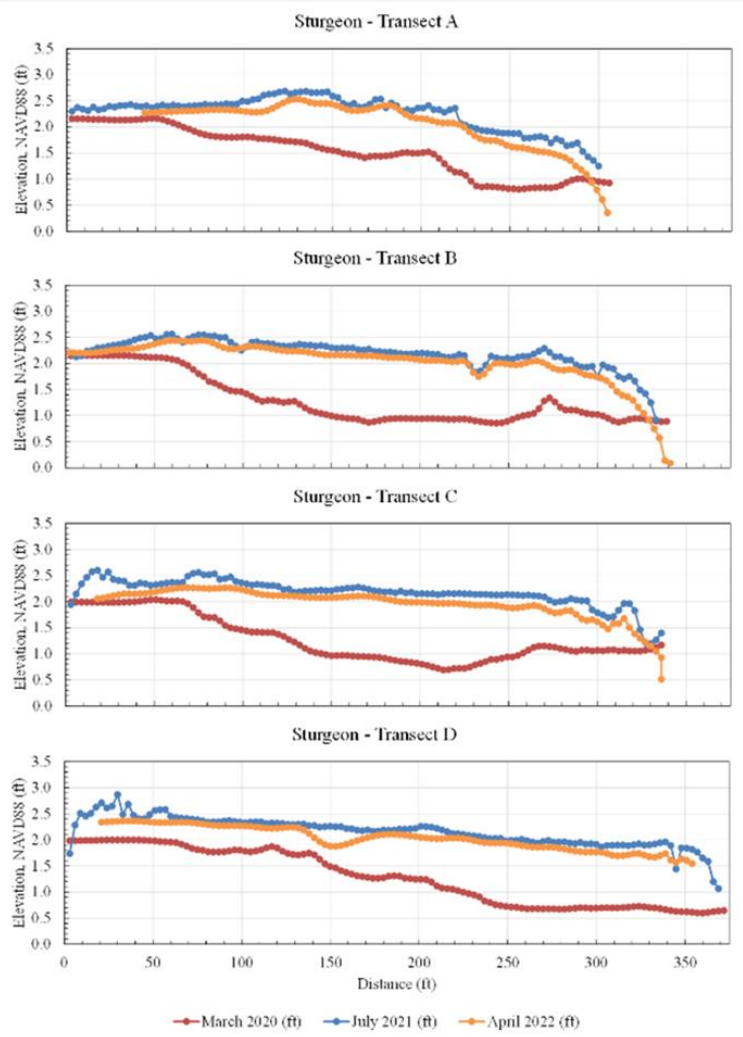 Sturgeon - Transect A
Elevation, NAVD88 (ft)
3.5
3.0
2.5
2.0
1.5
1.0
0.5
0.0
Sturgeon - Transect B
Elevation, NAVD88 (ft)
3.5
3.0
2.5
2.0
1.5
1.0
0.5
0.0
Sturgeon - Transect C
Elevation, NAVD88 (ft)
3.5
3.0
2.5
2.0
1.5
1.0
0.5
0.0
Sturgeon - Transect D
Elevation, NAVD88 (ft)
3.5
3.0
2.5
2.0
1.5
1.0
0.5
0.0
0 50 100 150 200 250 300 350
Distance (ft)
March 2020 (ft) July 2021 (ft) April 2022 (ft)